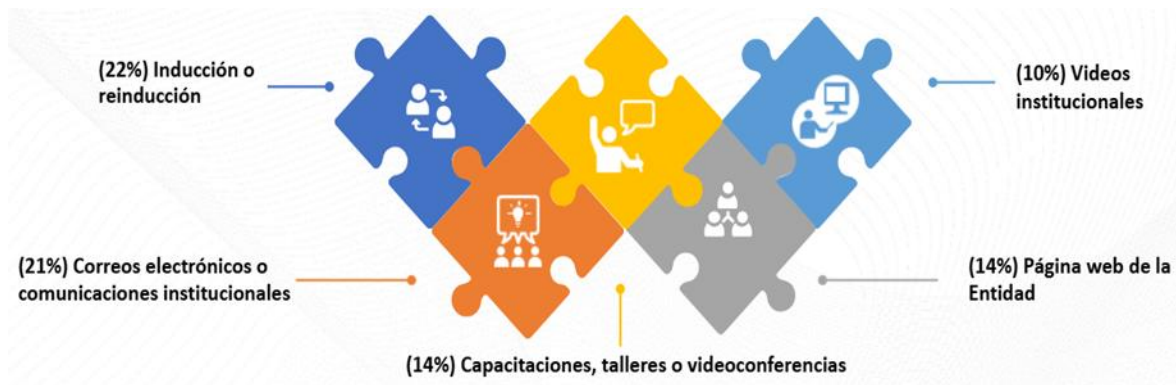 (22%) Inducción o
reinducción
(10%) Videos
institucionales
(21%) Correos electrónicos o
comunicaciones institucionales
(14%) Página web de la
Entidad
(14%) Capacitaciones, talleres o videoconferencias